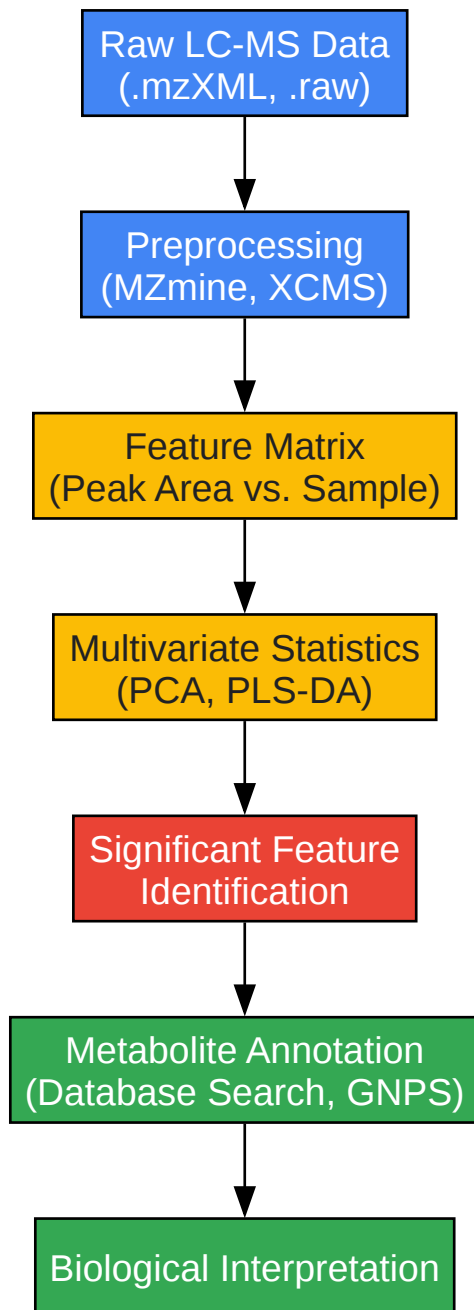 Raw LC-MS Data
(.mzXML, .raw)
Preprocessing
(MZmine, XCMS)
Feature Matrix
(Peak Area vs. Sample)
Multivariate Statistics
(PCA, PLS-DA)
Significant Feature
Identification
Metabolite Annotation
(Database Search, GNPS)
Biological Interpretation